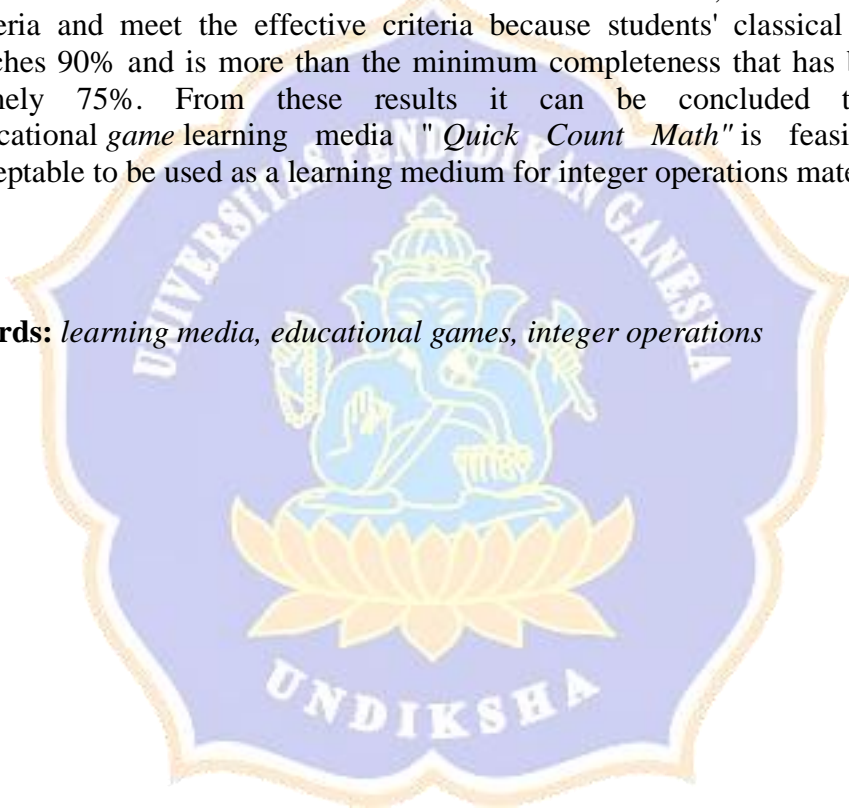 eria and meet the effective criteria because students' classical
ches 90% and is more than the minimum completeness that has b
nely 75%. From these results it can be concluded t
cational game learning media " Quick Count Math" is feasi
eptable to be used as a learning medium for integer operations mate
UNIVERSITAS PENDIDIKAN GANESHA
rds: learning media, educational games, integer operations
UNDIKSHA